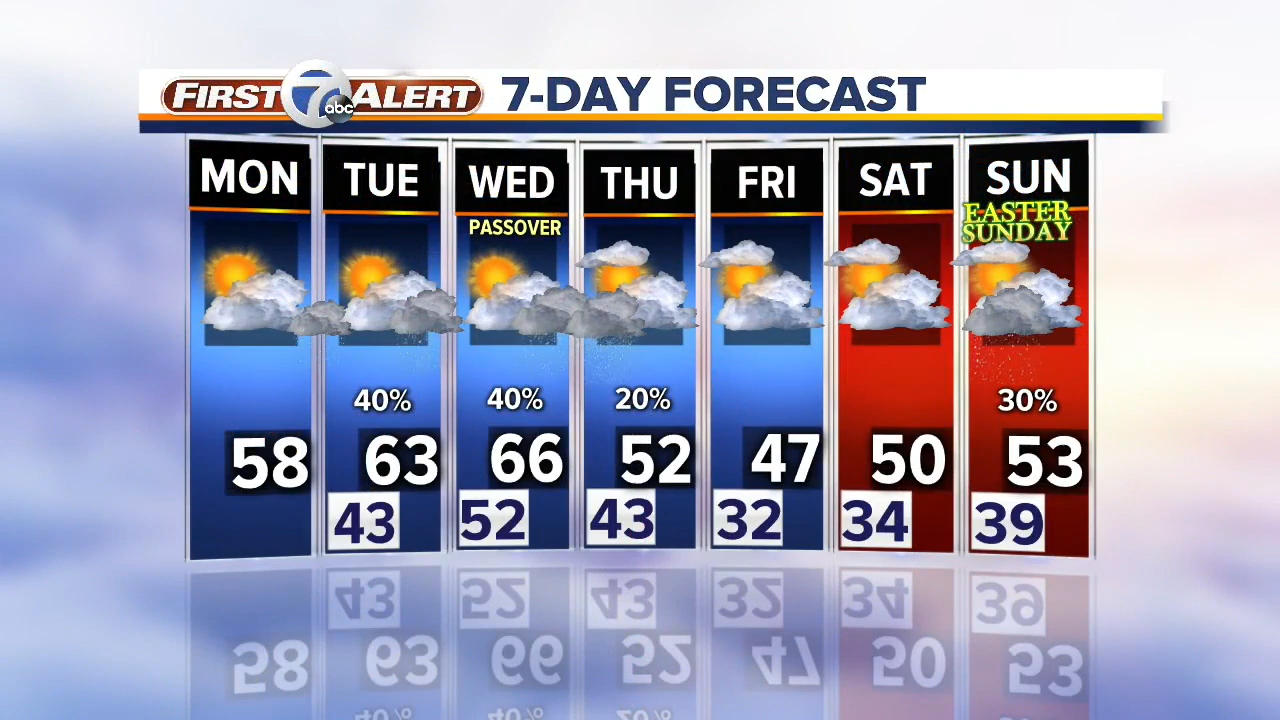 FIRST 7 abc ALERT 7-DAY FORECAST
MON TUE WED THU FRI SAT SUN
PASSOVER EASTER
SUNDAY
40% 40% 20% 30%
58 63 66 52 47 50 53
43 52 43 32 34 39